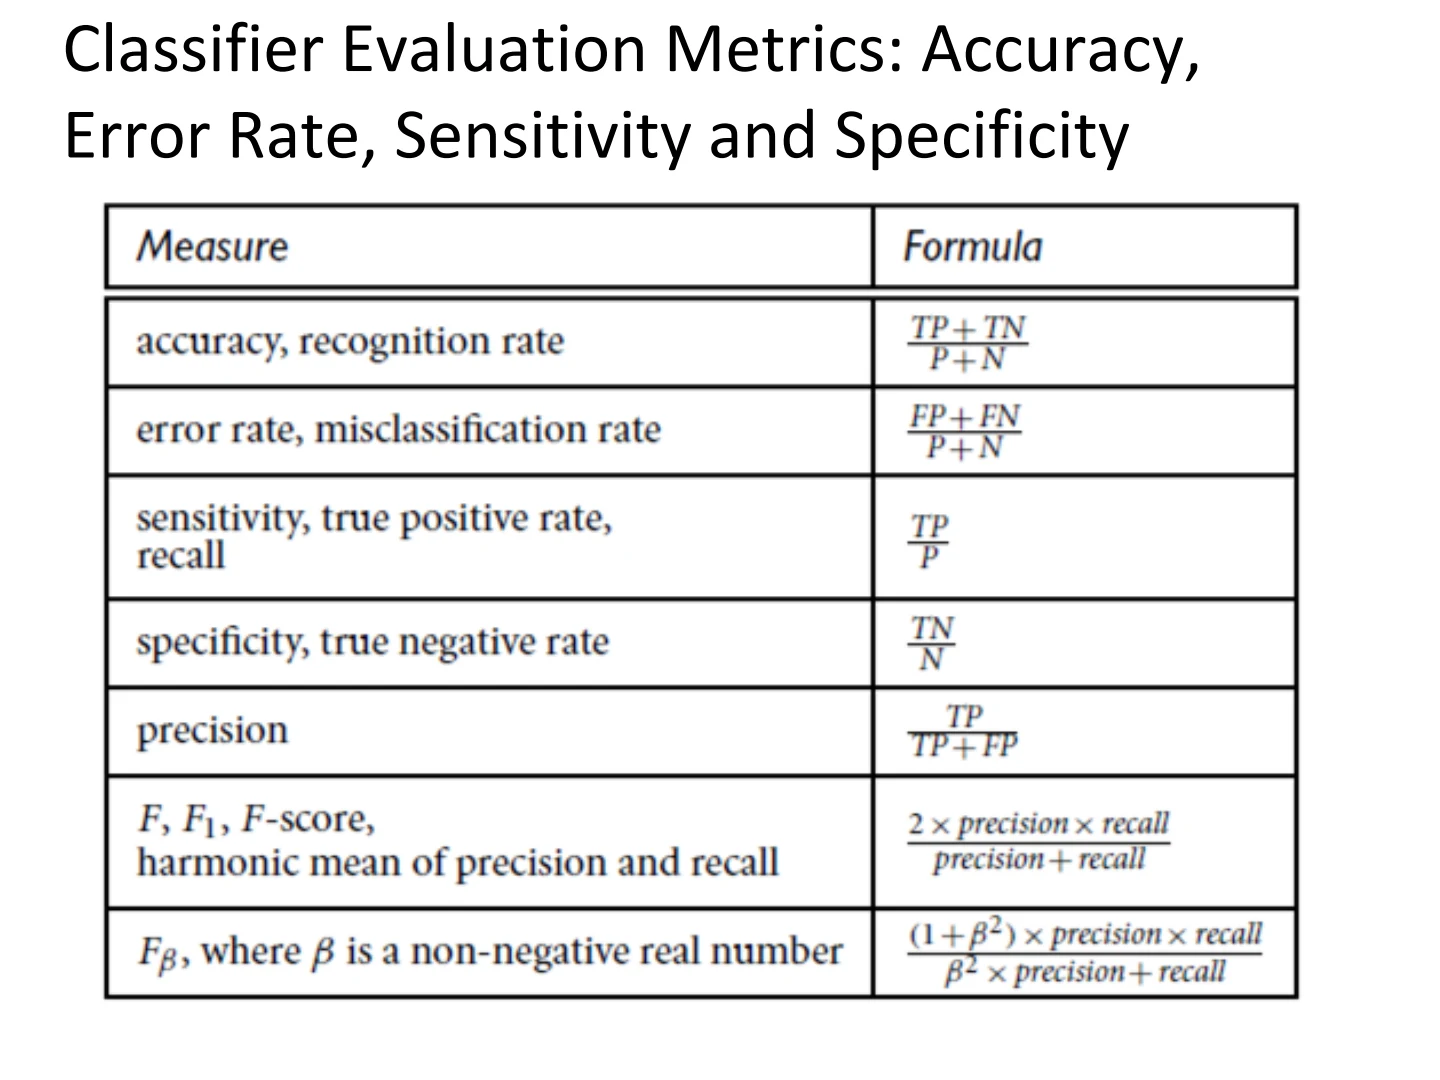 Classifier Evaluation Metrics: Accuracy,
Error Rate, Sensitivity and Specificity
Measure
Formula
accuracy, recognition rate
TP + TN
P + N
error rate, misclassification rate
FP + FN
P + N
sensitivity, true positive rate,
recall
TP
P
specificity, true negative rate
TN
N
precision
TP
TP + FP
F, F₁, F-score,
harmonic mean of precision and recall
2 × precision × recall
precision + recall
Fᵦ, where β is a non-negative real number
(1 + β²) × precision × recall
β² × precision + recall